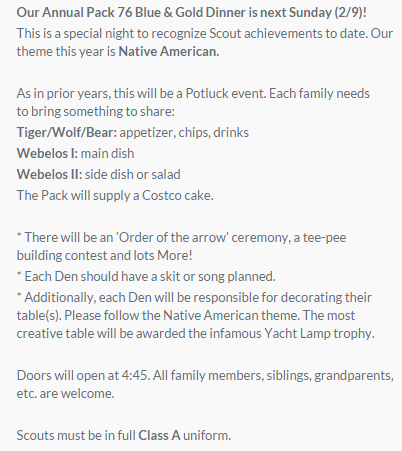 Our Annual Pack 76 Blue & Gold Dinner is next Sunday (2/9)!
This is a special night to recognize Scout achievements to date. Our
theme this year is Native American.
As in prior years, this will be a Potluck event. Each family needs
to bring something to share:
Tiger/Wolf/Bear: appetizer, chips, drinks
Webelos I: main dish
Webelos II: side dish or salad
The Pack will supply a Costco cake.
* There will be an 'Order of the arrow' ceremony, a tee-pee
building contest and lots More!
* Each Den should have a skit or song planned.
* Additionally, each Den will be responsible for decorating their
table(s). Please follow the Native American theme. The most
creative table will be awarded the infamous Yacht Lamp trophy.
Doors will open at 4:45. All family members, siblings, grandparents,
etc. are welcome.
Scouts must be in full Class A uniform.